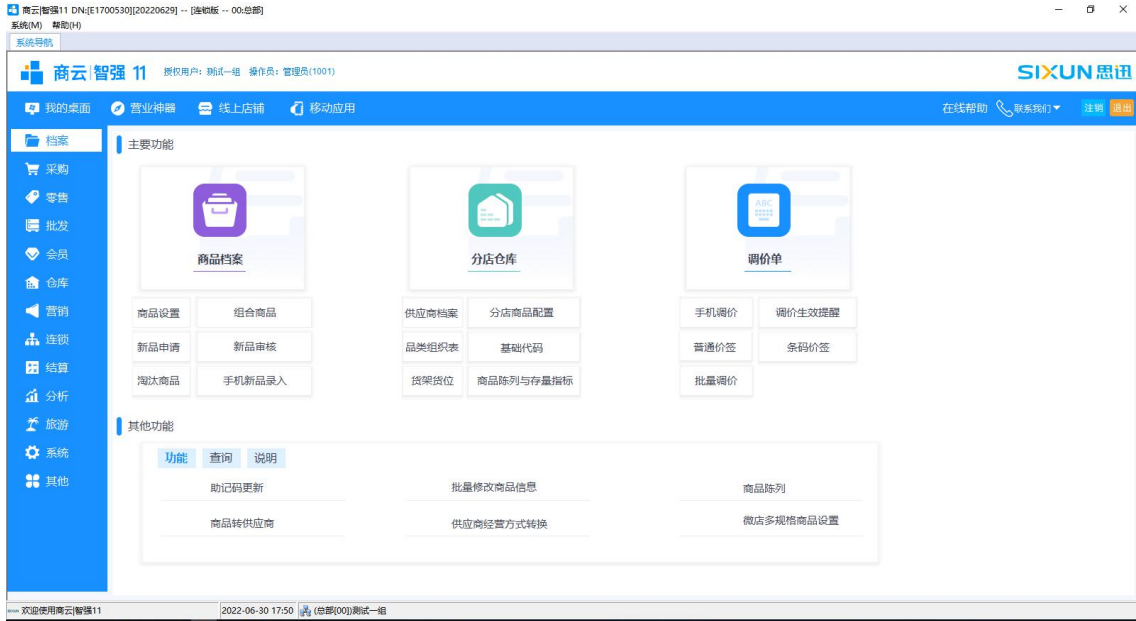 商云|智强11 DN:[E1700530][20220629] -- [连锁版 -- 00:总部]
系统(M) 帮助(H)
系统导航
商云|智强 11 授权用户: 测试一组 操作员: 管理员(1001) SIXUN思迅
我的桌面 营业神器 线上店铺 移动应用 在线帮助 联系我们 注销 退出
档案
采购
零售
批发
会员
仓库
营销
连锁
结算
分析
旅游
系统
其他
主要功能
商品档案 分店仓库 ABC 调价单
商品设置 组合商品 供应商档案 分店商品配置 手机调价 调价生效提醒
新品申请 新品审核 品类组织表 基础代码 普通价签 条码价签
淘汰商品 手机新品录入 货架货位 商品陈列与存量指标 批量调价
其他功能
功能 查询 说明
助记码更新 批量修改商品信息 商品陈列
商品转供应商 供应商经营方式转换 微店多规格商品设置
欢迎使用商云|智强11 2022-06-30 17:50 (总部[00])测试一组